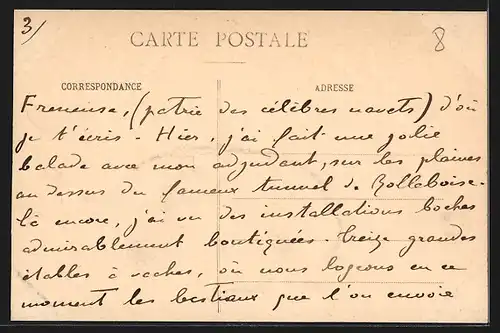 3/
8
CARTE POSTALE
CORRESPONDANCE
ADRESSE
Freneuse, (patrie des célèbres navets) d'où
je t'écris - Hier, j'ai fait une jolie
balade avec mon adjudant, sur les plaines
au dessus du fameux tunnel de Rolleboise -
là encore, j'ai vu des installations boches
admirablement boutiquées. Treize grandes
étables à vaches, où nous logeons en ce
moment les bestiaux que l'on envoie